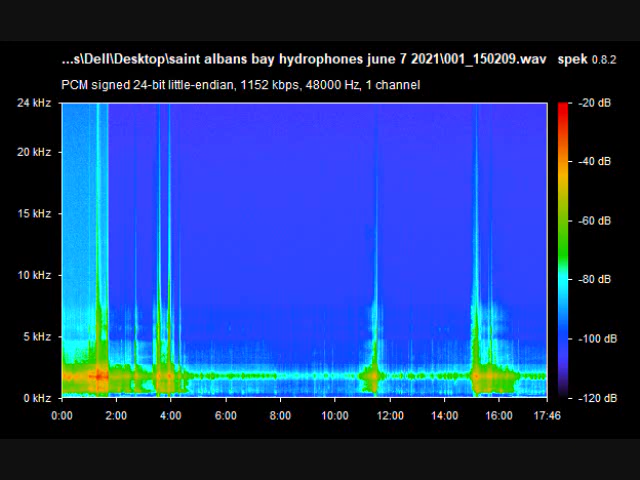 ...s\Dell\Desktop\saint albans bay hydrophones june 7 2021\001_150209.wav spek 0.8.2
PCM signed 24-bit little-endian, 1152 kbps, 48000 Hz, 1 channel
24 kHz -20 dB
20 kHz -40 dB
15 kHz -60 dB
10 kHz -80 dB
5 kHz -100 dB
0 kHz -120 dB
0:00 2:00 4:00 6:00 8:00 10:00 12:00 14:00 16:00 17:46